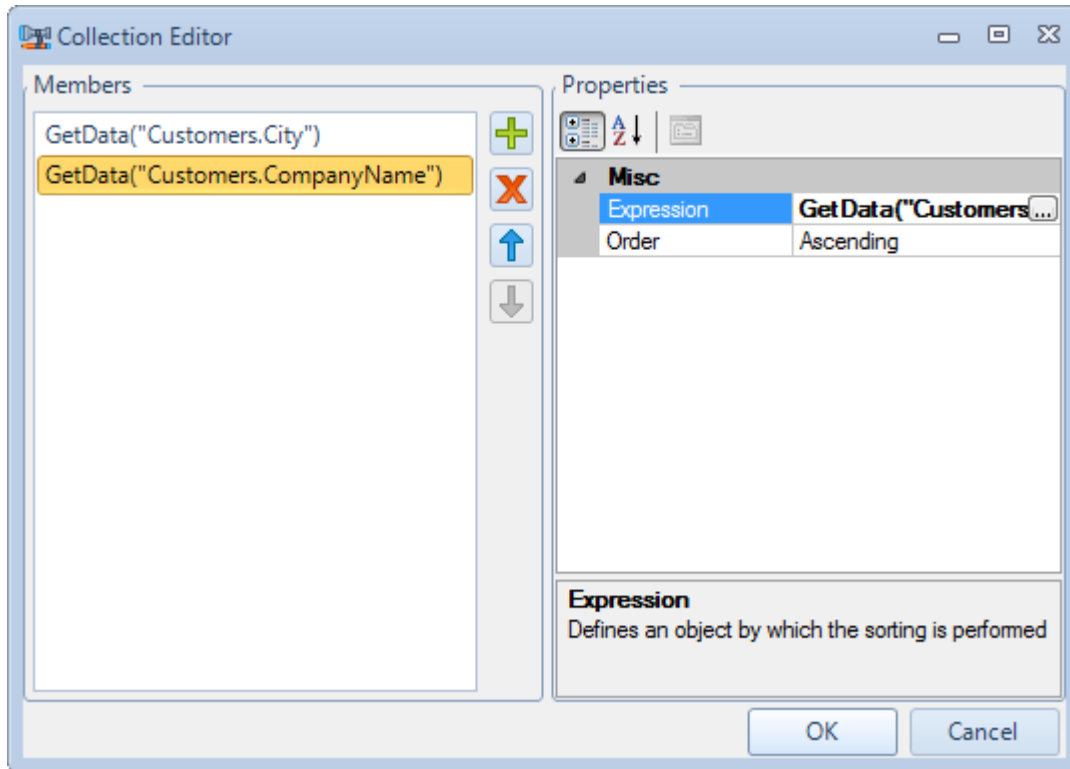 Collection Editor
Members
Properties
GetData("Customers.City")
GetData("Customers.CompanyName")
A
Z
Misc
Expression GetData("Customers ...
Order Ascending
Expression
Defines an object by which the sorting is performed
OK Cancel